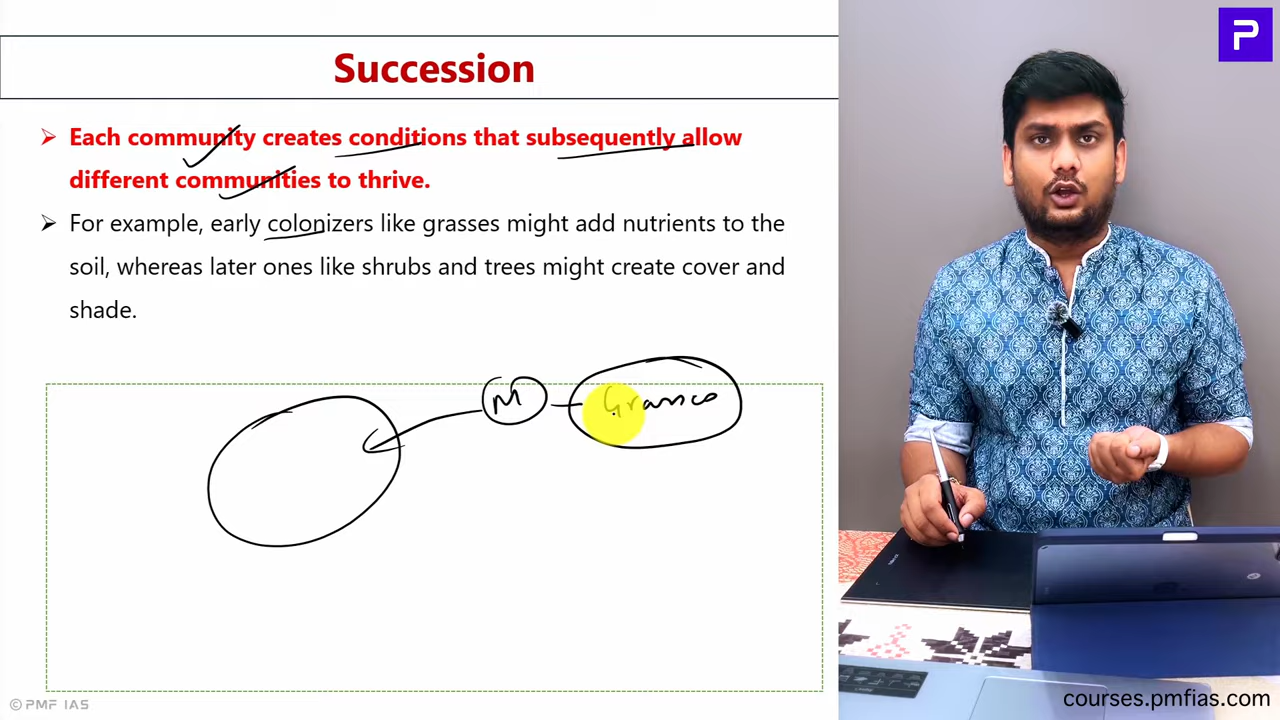 Succession
➢ Each community creates conditions that subsequently allow
different communities to thrive.
➢ For example, early colonizers like grasses might add nutrients to the
soil, whereas later ones like shrubs and trees might create cover and
shade.
M
© PMF IAS
P
courses.pmfias.com